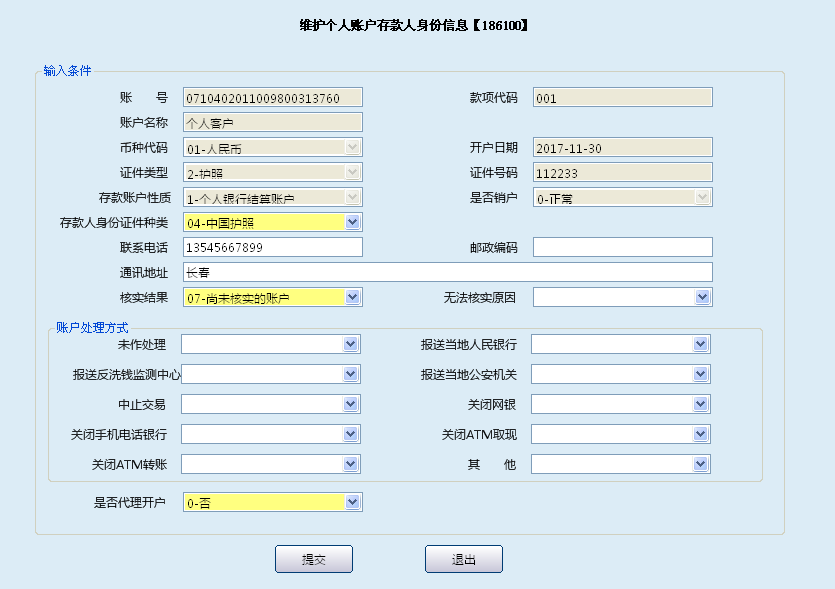 维护个人账户存款人身份信息【186100】
输入条件
账 号 0710402011009800313760 款项代码 001
账户名称 个人客户
币种代码 01-人民币 开户日期 2017-11-30
证件类型 2-护照 证件号码 112233
存款账户性质 1-个人银行结算账户 是否销户 0-正常
存款人身份证件种类 04-中国护照
联系电话 13545667899 邮政编码
通讯地址 长春
核实结果 07-尚未核实的账户 无法核实原因
账户处理方式
未作处理 报送当地人民银行
报送反洗钱监测中心 报送当地公安机关
中止交易 关闭网银
关闭手机电话银行 关闭ATM取现
关闭ATM转账 其 他
是否代理开户 0-否
提交 退出